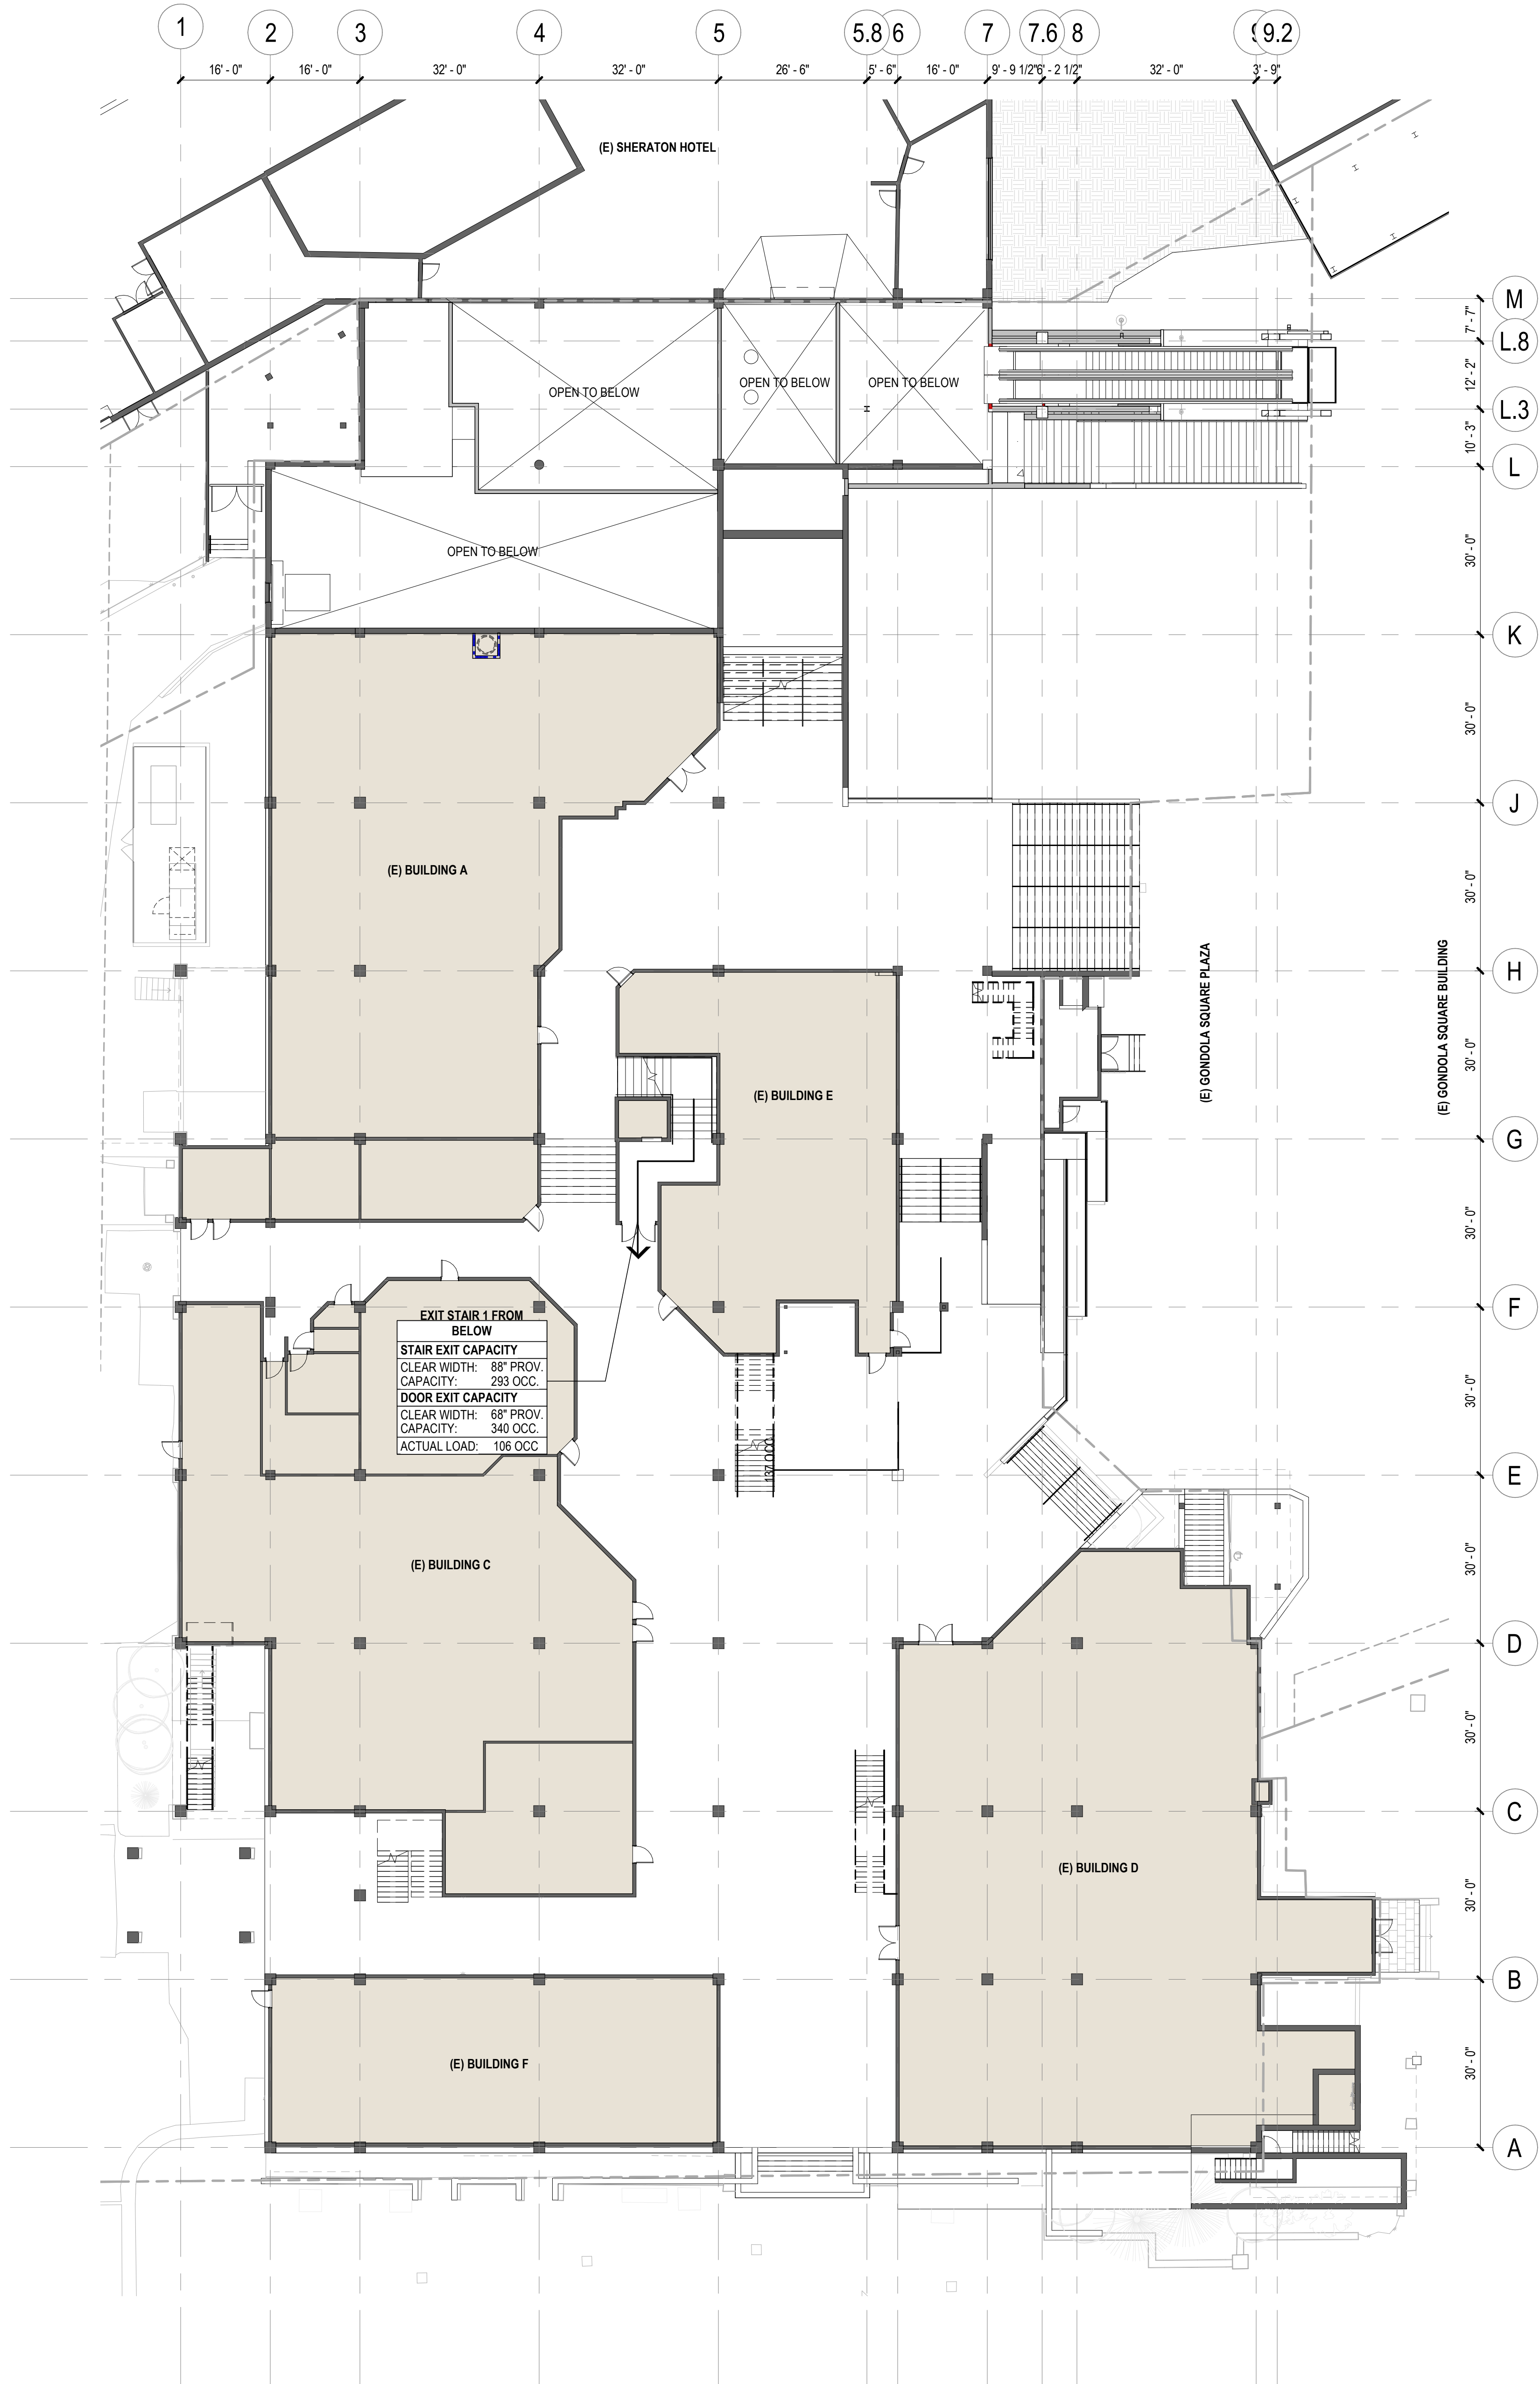 1
2
3
4
5
5.8
6
7
7.6
8
9.2
16' - 0"
16' - 0"
32' - 0"
32' - 0"
26' - 6"
5' - 6"
16' - 0"
9' - 9 1/2"
6' - 2 1/2"
32' - 0"
3' - 9"
(E) SHERATON HOTEL
M
7' - 7"
L.8
12' - 2"
OPEN TO BELOW
OPEN TO BELOW
OPEN TO BELOW
L.3
10' - 3"
L
OPEN TO BELOW
30' - 0"
K
30' - 0"
J
(E) BUILDING A
30' - 0"
H
(E) GONDOLA SQUARE PLAZA
(E) GONDOLA SQUARE BUILDING
(E) BUILDING E
30' - 0"
G
30' - 0"
F
EXIT STAIR 1 FROM
BELOW
STAIR EXIT CAPACITY
CLEAR WIDTH: 88" PROV.
CAPACITY: 293 OCC.
DOOR EXIT CAPACITY
CLEAR WIDTH: 68" PROV.
CAPACITY: 340 OCC.
ACTUAL LOAD: 106 OCC
30' - 0"
137 OCC
E
(E) BUILDING C
30' - 0"
D
30' - 0"
C
(E) BUILDING D
30' - 0"
B
(E) BUILDING F
30' - 0"
A